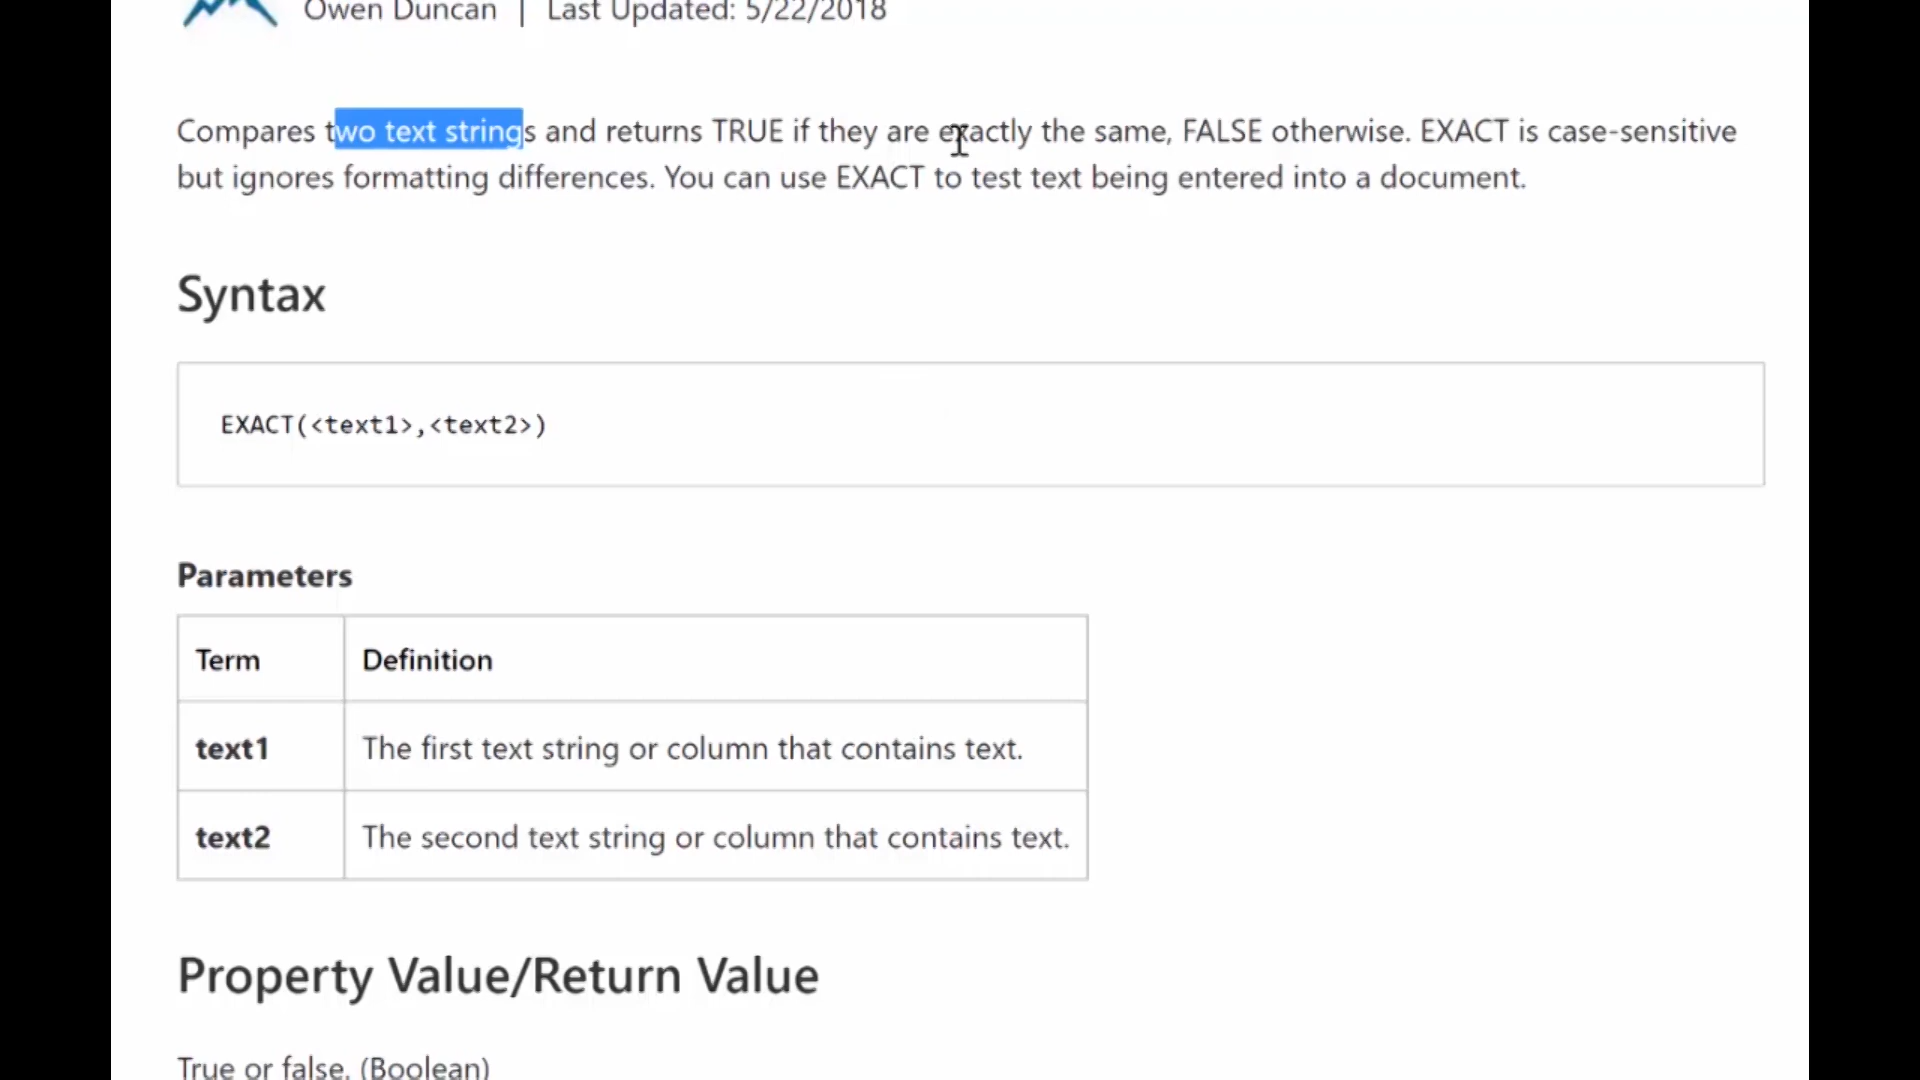 Owen Duncan | Last Updated: 5/22/2018
Compares two text strings and returns TRUE if they are exactly the same, FALSE otherwise. EXACT is case-sensitive
but ignores formatting differences. You can use EXACT to test text being entered into a document.
Syntax
EXACT(<text1>,<text2>)
Parameters
Term Definition
text1 The first text string or column that contains text.
text2 The second text string or column that contains text.
Property Value/Return Value
True or false. (Boolean)